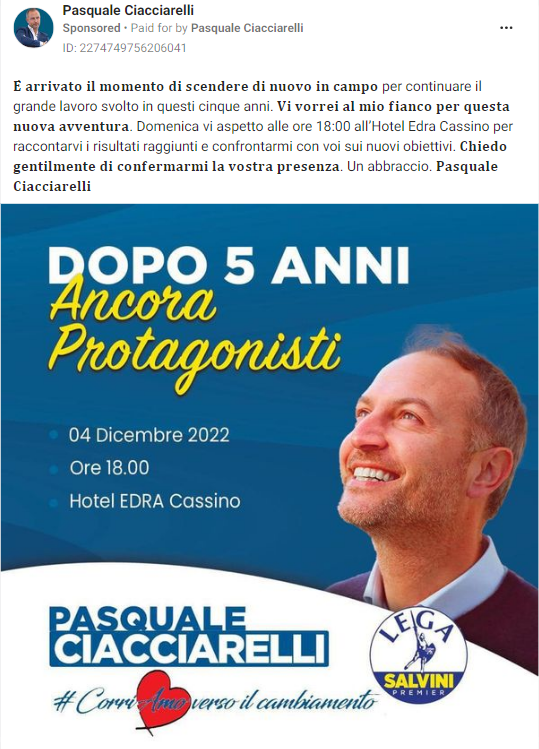 Pasquale Ciacciarelli
Sponsored • Paid for by Pasquale Ciacciarelli
ID: 2274749756206041
È arrivato il momento di scendere di nuovo in campo per continuare il
grande lavoro svolto in questi cinque anni. Vi vorrei al mio fianco per questa
nuova avventura. Domenica vi aspetto alle ore 18:00 all'Hotel Edra Cassino per
raccontarvi i risultati raggiunti e confrontarmi con voi sui nuovi obiettivi. Chiedo
gentilmente di confermarmi la vostra presenza. Un abbraccio. Pasquale
Ciacciarelli
DOPO 5 ANNI
Ancora
Protagonisti
04 Dicembre 2022
Ore 18.00
Hotel EDRA Cassino
PASQUALE
CIACCIARELLI
#CorriAmo verso il cambiamento
LEGA
SALVINI
PREMIER